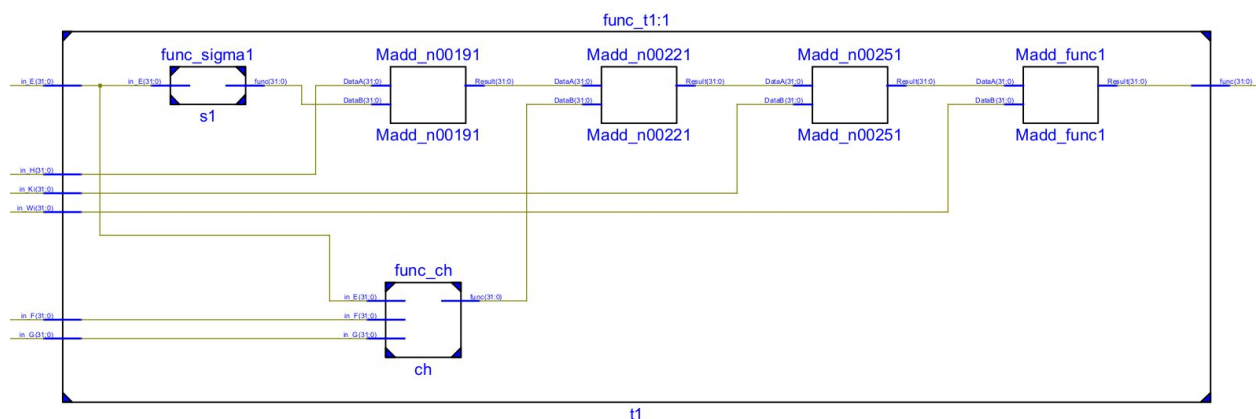 func_t1:1
func_sigma1
Madd_n00191
Madd_n00221
Madd_n00251
Madd_func1
in_E(31:0)
in_E(31:0)
func(31:0)
DataA(31:0)
Result(31:0)
DataA(31:0)
Result(31:0)
DataA(31:0)
Result(31:0)
DataA(31:0)
Result(31:0)
func(31:0)
DataB(31:0)
DataB(31:0)
DataB(31:0)
DataB(31:0)
s1
Madd_n00191
Madd_n00221
Madd_n00251
Madd_func1
in_H(31:0)
in_Ki(31:0)
in_Wi(31:0)
func_ch
in_E(31:0)
func(31:0)
in_F(31:0)
in_F(31:0)
in_G(31:0)
in_G(31:0)
ch
t1